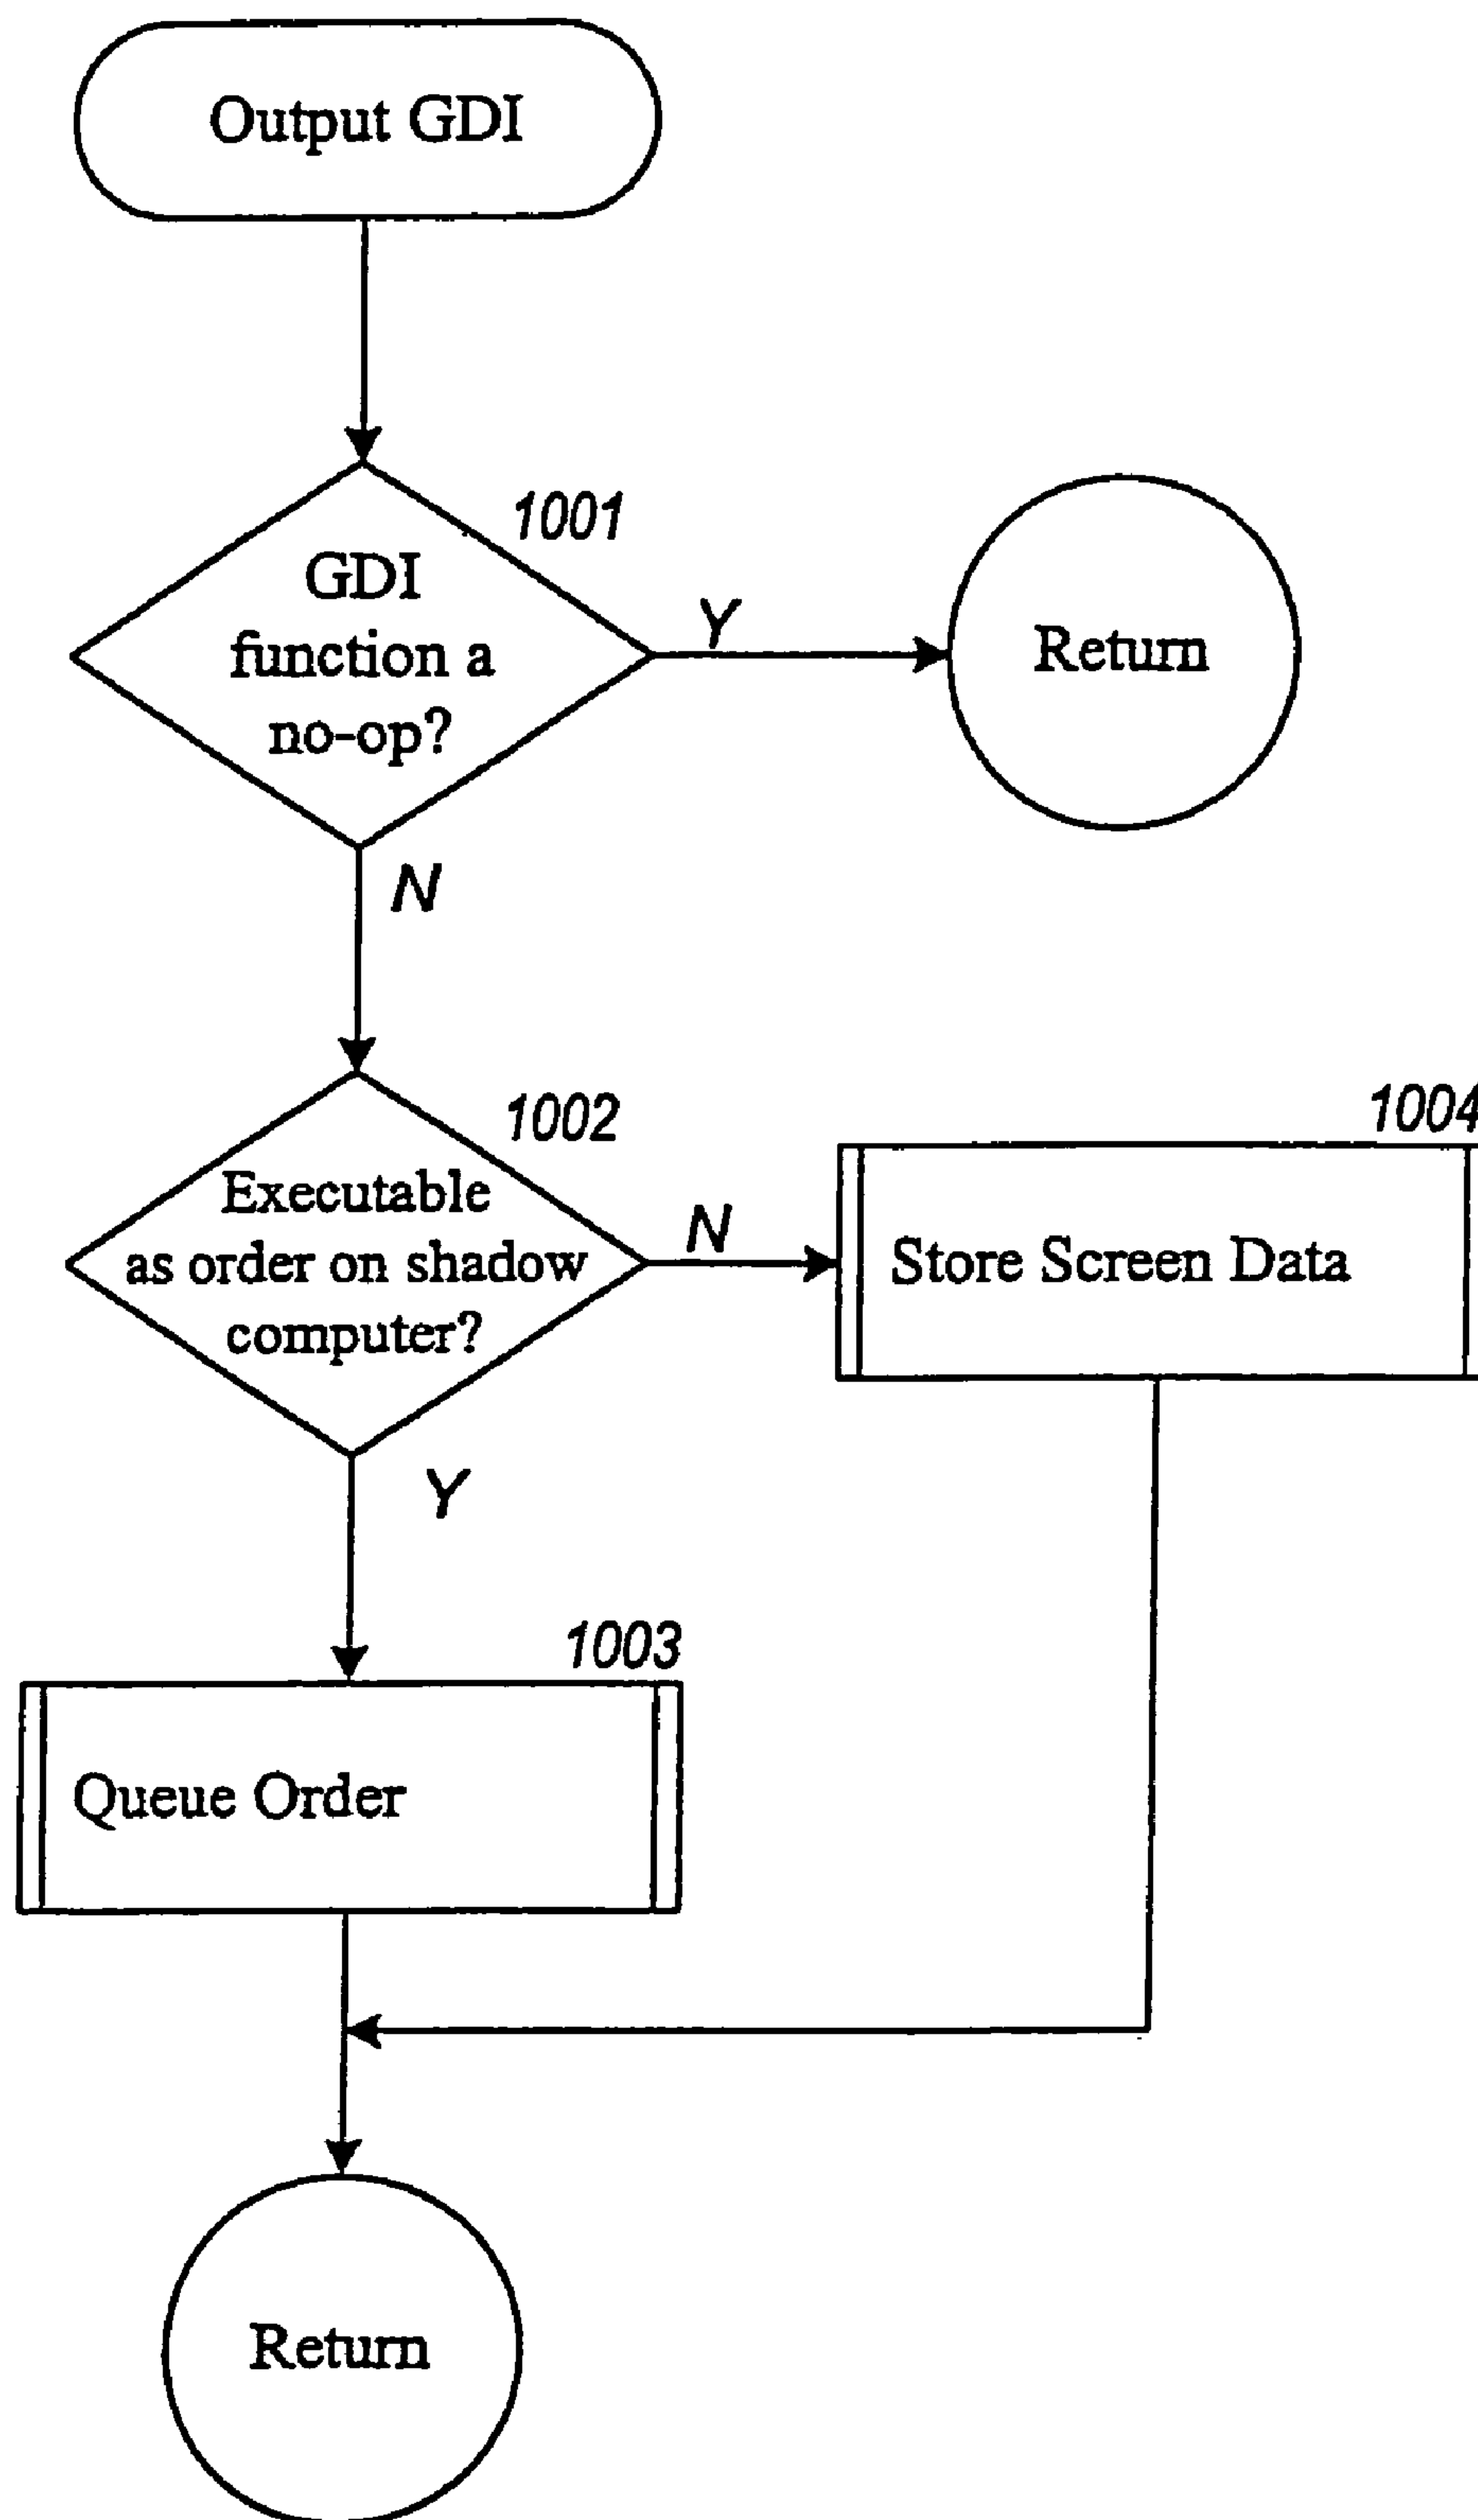 Output GDI
1001
GDI
function a
no-op?
Y
Return
N
1002
Executable
as order on shadow
computer?
N
1004
Store Screen Data
Y
1003
Queue Order
Return